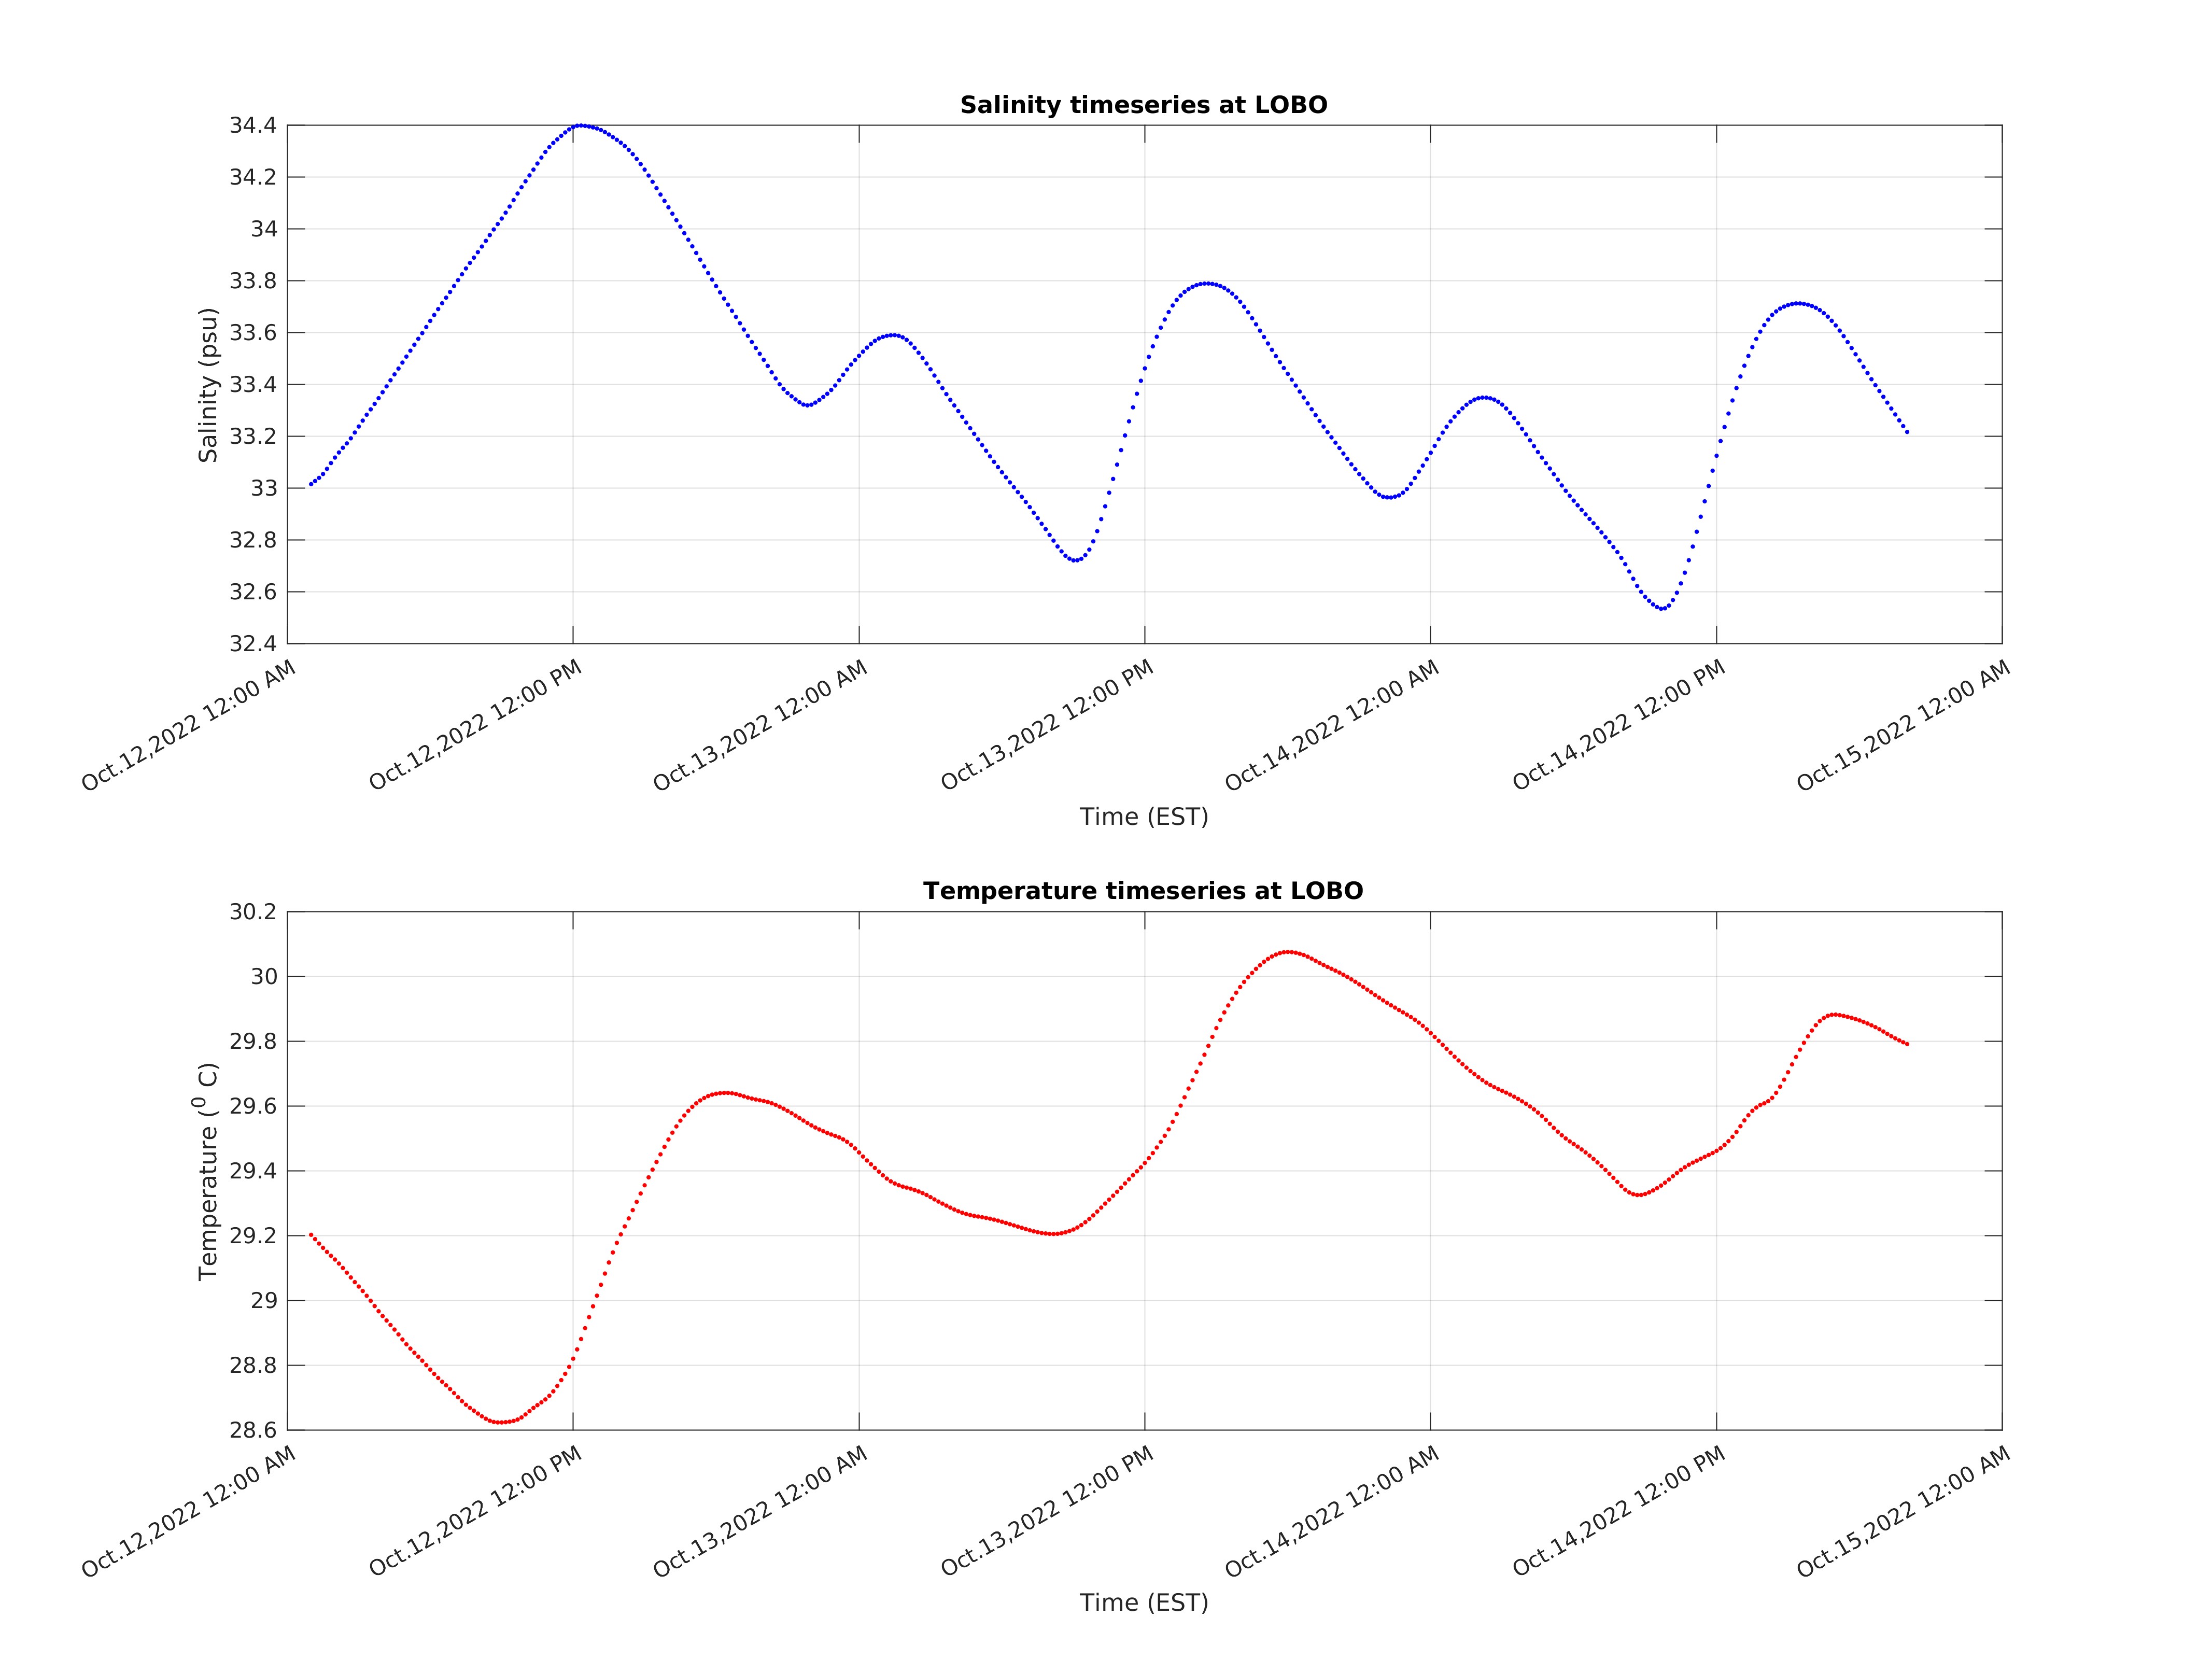 Salinity timeseries at LOBO
34.4
34.2
34
33.8
33.6
33.4
33.2
33
32.8
32.6
32.4
Salinity (psu)
Oct.12,2022 12:00 AM
Oct.12,2022 12:00 PM
Oct.13,2022 12:00 AM
Oct.13,2022 12:00 PM
Oct.14,2022 12:00 AM
Oct.14,2022 12:00 PM
Oct.15,2022 12:00 AM
Time (EST)
Temperature timeseries at LOBO
30.2
30
29.8
29.6
29.4
29.2
29
28.8
28.6
Temperature (⁰ C)
Oct.12,2022 12:00 AM
Oct.12,2022 12:00 PM
Oct.13,2022 12:00 AM
Oct.13,2022 12:00 PM
Oct.14,2022 12:00 AM
Oct.14,2022 12:00 PM
Oct.15,2022 12:00 AM
Time (EST)